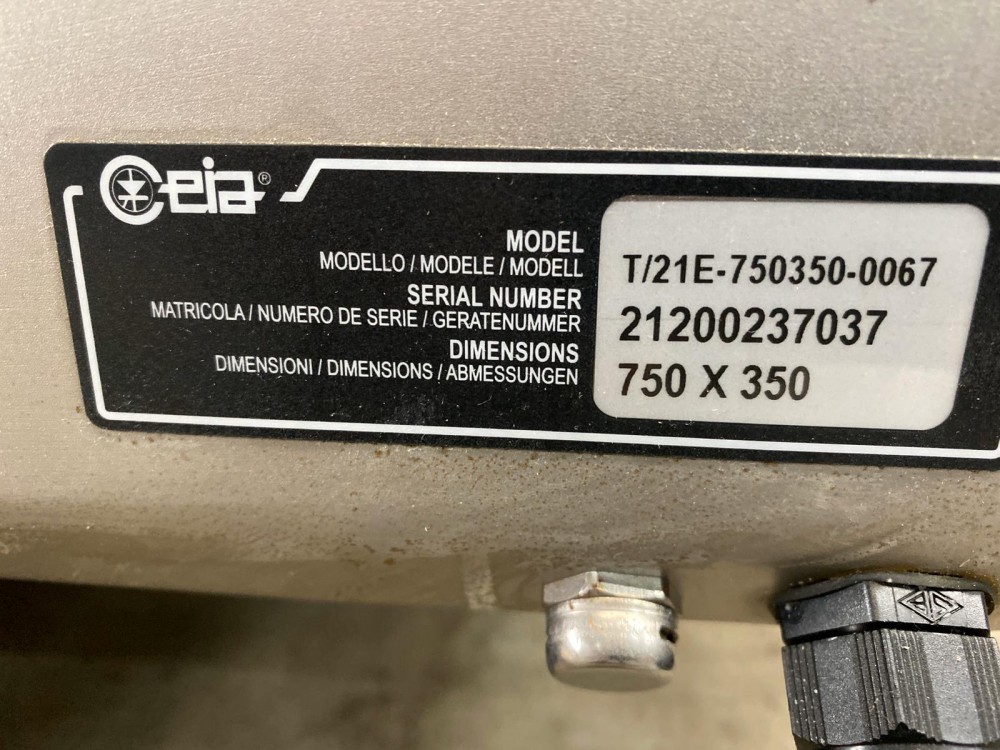 Ceia®
MODEL
MODELLO / MODELE / MODELL
T/21E-750350-0067
SERIAL NUMBER
MATRICOLA / NUMERO DE SERIE / GERATENUMMER
21200237037
DIMENSIONS
DIMENSIONI / DIMENSIONS / ABMESSUNGEN
750 X 350